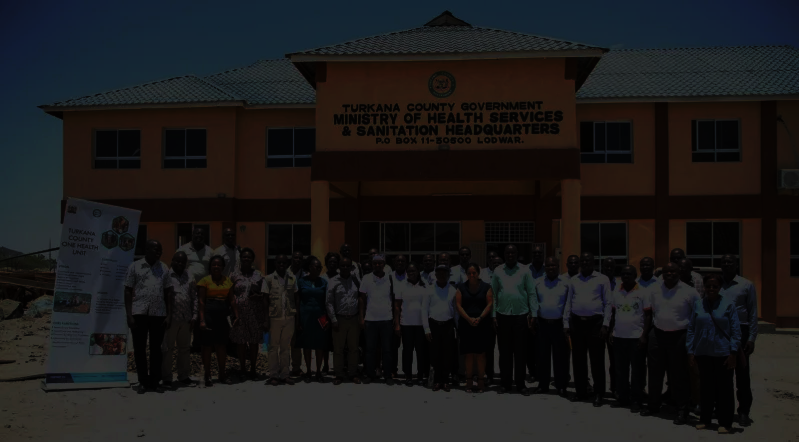 TURKANA COUNTY GOVERNMENT
MINISTRY OF HEALTH SERVICES
& SANITATION HEADQUARTERS
P.O BOX 11-30500 LODWAR.
TURKANA
COUNTY
ONE HEALTH
UNIT